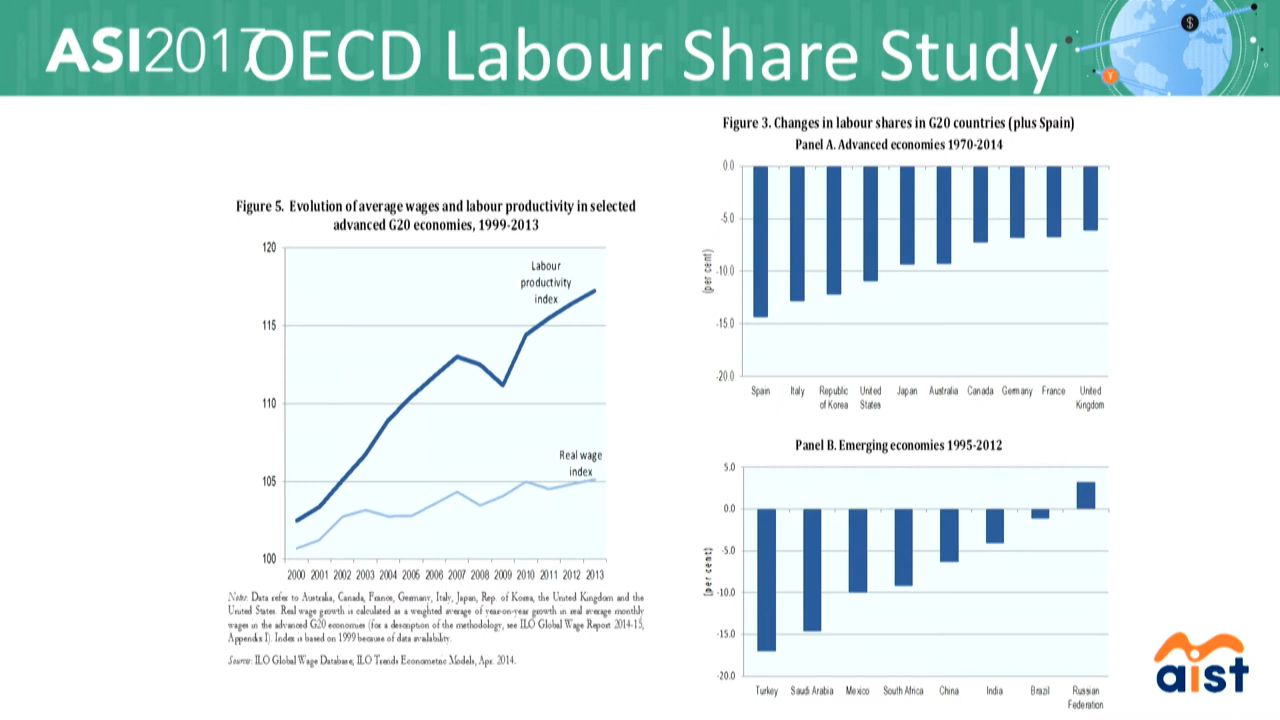 ASI2017 OECD Labour Share Study
$
¥
Figure 5. Evolution of average wages and labour productivity in selected
advanced G20 economies, 1999-2013
120
115
110
105
100
Labour
productivity
index
Real wage
index
2000 2001 2002 2003 2004 2005 2006 2007 2008 2009 2010 2011 2012 2013
Note: Data refer to Australia, Canada, France, Germany, Italy, Japan, Rep. of Korea, the United Kingdom and the
United States. Real wage growth is calculated as a weighted average of year-on-year growth in real average monthly
wages in the advanced G20 economies (for a description of the methodology, see ILO Global Wage Report 2014-15,
Appendix I). Index is based on 1999 because of data availability.
Source: ILO Global Wage Database; ILO Trends Econometric Models, Apr. 2014.
Figure 3. Changes in labour shares in G20 countries (plus Spain)
Panel A. Advanced economies 1970-2014
0.0
-5.0
-10.0
-15.0
-20.0
(per cent)
Spain Italy Republic United Japan Australia Canada Germany France United
of Korea States Kingdom
Panel B. Emerging economies 1995-2012
5.0
0.0
-5.0
-10.0
-15.0
-20.0
(per cent)
Turkey Saudi Arabia Mexico South Africa China India Brazil Russian
Federation
aist